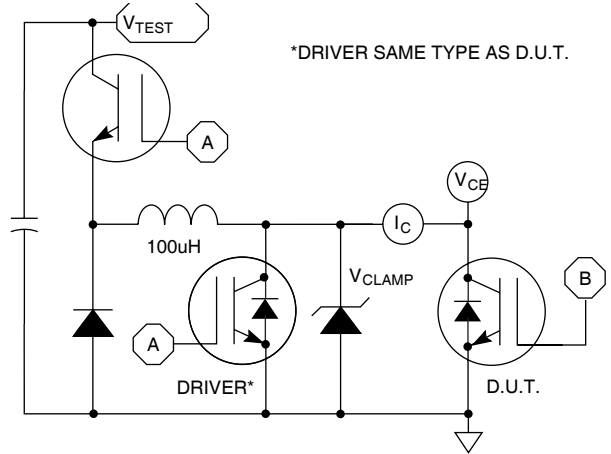 VTEST
*DRIVER SAME TYPE AS D.U.T.
A
VCE
IC
100uH
VCLAMP
B
A
DRIVER*
D.U.T.